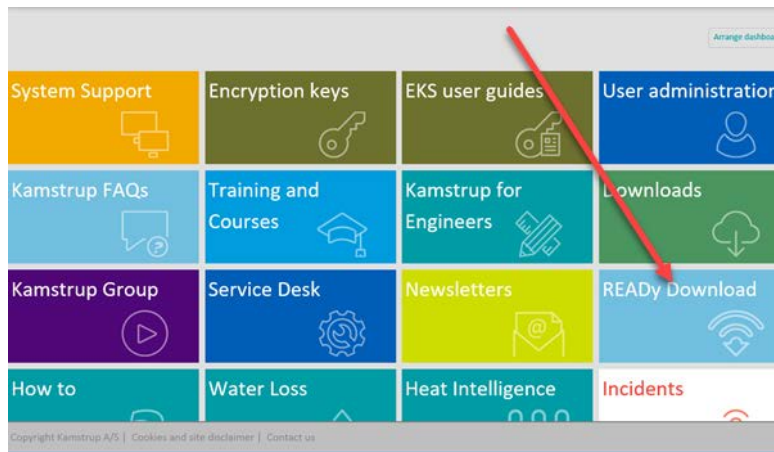 Arrange dashboa
System Support
Encryption keys
EKS user guides
User administration
Kamstrup FAQs
Training and
Courses
Kamstrup for
Engineers
Downloads
Kamstrup Group
Service Desk
Newsletters
READy Download
How to
Water Loss
Heat Intelligence
Incidents
Copyright Kamstrup A/S | Cookies and site disclaimer | Contact us